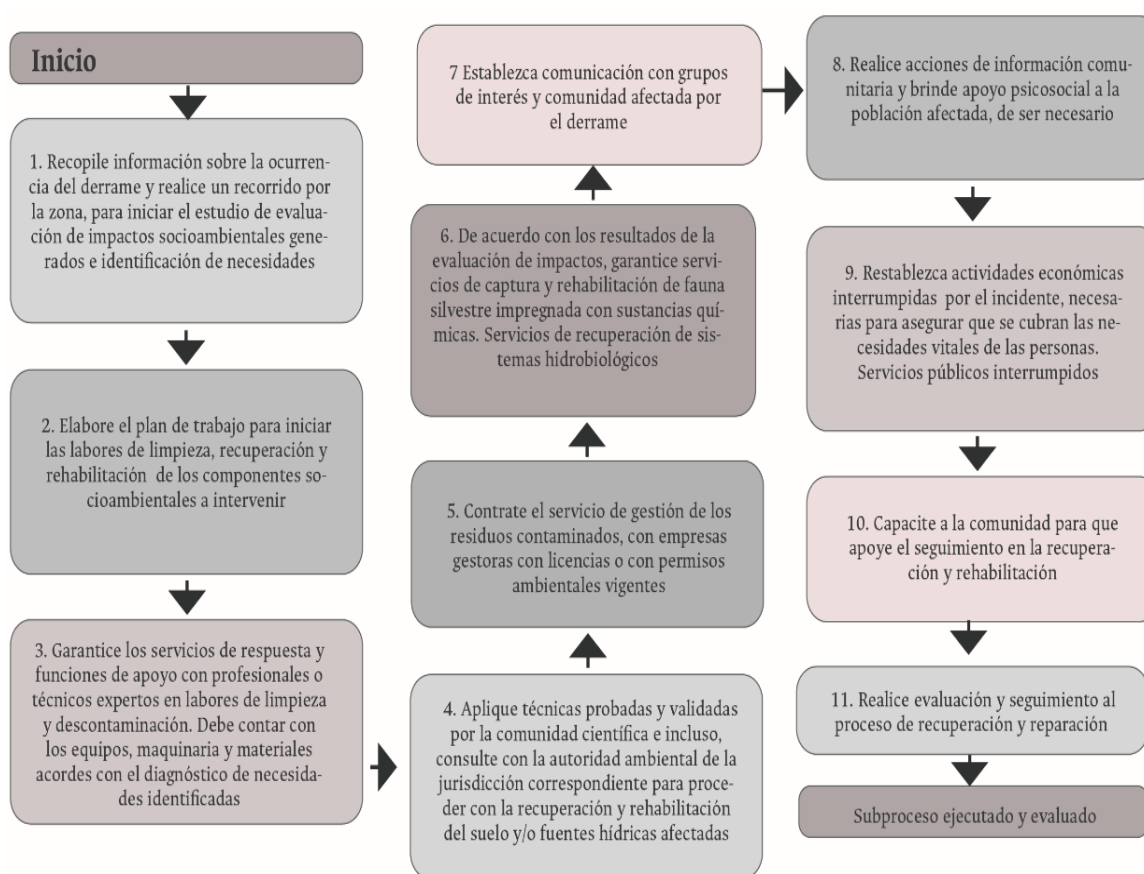 Inicio
1. Recopile información sobre la ocurren-
cia del derrame y realice un recorrido por
la zona, para iniciar el estudio de evalua-
ción de impactos socioambientales gene-
rados e identificación de necesidades
2. Elabore el plan de trabajo para iniciar
las labores de limpieza, recuperación y
rehabilitación de los componentes so-
cioambientales a intervenir
3. Garantice los servicios de respuesta y
funciones de apoyo con profesionales o
técnicos expertos en labores de limpieza
y descontaminación. Debe contar con
los equipos, maquinaria y materiales
acordes con el diagnóstico de necesida-
des identificadas
4. Aplique técnicas probadas y validadas
por la comunidad científica e incluso,
consulte con la autoridad ambiental de la
jurisdicción correspondiente para proce-
der con la recuperación y rehabilitación
del suelo y/o fuentes hídricas afectadas
5. Contrate el servicio de gestión de los
residuos contaminados, con empresas
gestoras con licencias o con permisos
ambientales vigentes
6. De acuerdo con los resultados de la
evaluación de impactos, garantice servi-
cios de captura y rehabilitación de fauna
silvestre impregnada con sustancias quí-
micas. Servicios de recuperación de sis-
temas hidrobiológicos
7 Establezca comunicación con grupos
de interés y comunidad afectada por
el derrame
8. Realice acciones de información comu-
nitaria y brinde apoyo psicosocial a la
población afectada, de ser necesario
9. Restablezca actividades económicas
interrumpidas por el incidente, necesa-
rias para asegurar que se cubran las ne-
cesidades vitales de las personas.
Servicios públicos interrumpidos
10. Capacite a la comunidad para que
apoye el seguimiento en la recupera-
ción y rehabilitación
11. Realice evaluación y seguimiento al
proceso de recuperación y reparación
Subproceso ejecutado y evaluado